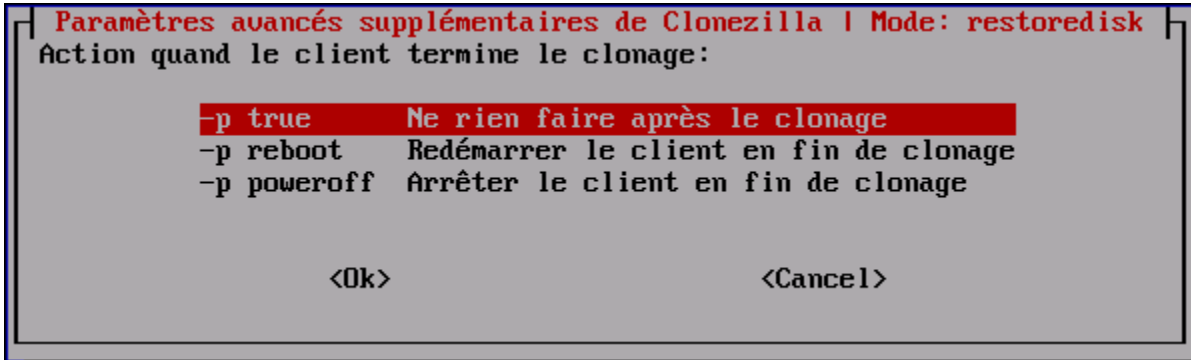 Paramètres avancés supplémentaires de Clonezilla | Mode: restoredisk
Action quand le client termine le clonage:
-p true Ne rien faire après le clonage
-p reboot Redémarrer le client en fin de clonage
-p poweroff Arrêter le client en fin de clonage
<Ok> <Cancel>